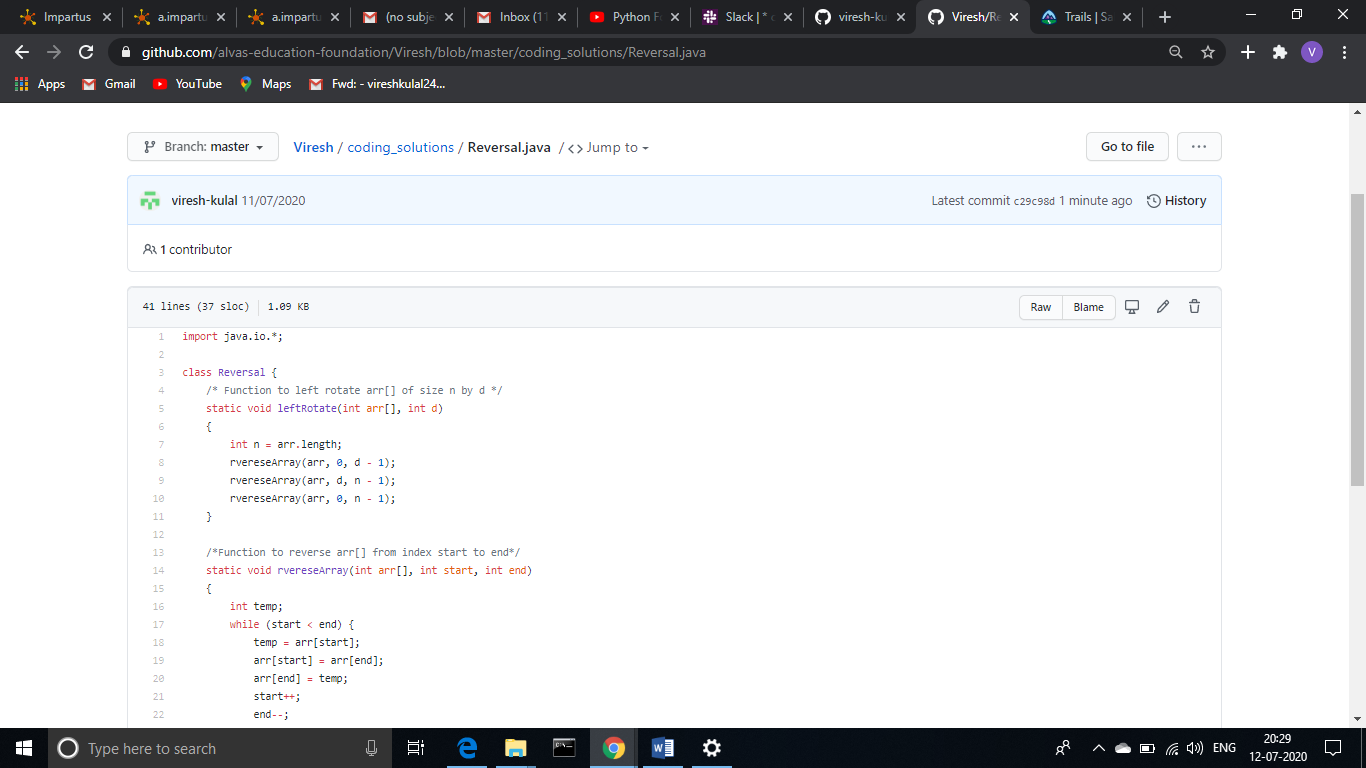 Impartus
a.impartu
a.impartu
(no subje
Inbox (11
Python F
Slack | *
viresh-ku
Viresh/Re
Trails | Sa
github.com/alvas-education-foundation/Viresh/blob/master/coding_solutions/Reversal.java
V
Apps
Gmail
YouTube
Maps
Fwd: - vireshkulal24...
Branch: master
Viresh / coding_solutions / Reversal.java / <> Jump to
Go to file
...
viresh-kulal 11/07/2020
Latest commit c29c98d 1 minute ago
History
1 contributor
41 lines (37 sloc) 1.09 KB
Raw
Blame
1 import java.io.*;
2
3 class Reversal {
4 /* Function to left rotate arr[] of size n by d */
5 static void leftRotate(int arr[], int d)
6 {
7 int n = arr.length;
8 rvereseArray(arr, 0, d - 1);
9 rvereseArray(arr, d, n - 1);
10 rvereseArray(arr, 0, n - 1);
11 }
12
13 /*Function to reverse arr[] from index start to end*/
14 static void rvereseArray(int arr[], int start, int end)
15 {
16 int temp;
17 while (start < end) {
18 temp = arr[start];
19 arr[start] = arr[end];
20 arr[end] = temp;
21 start++;
22 end--;
Type here to search
ENG
20:29
12-07-2020